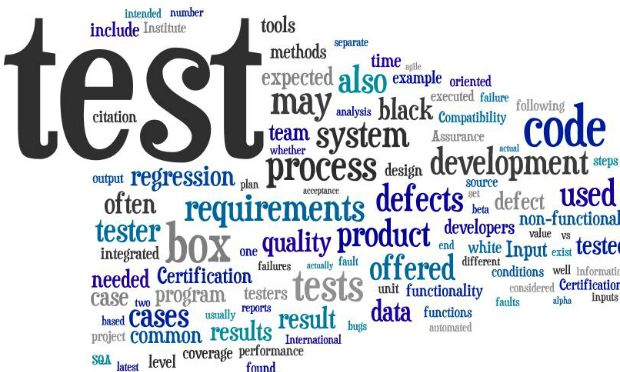 intended number
include Institute
test
tools
methods separate
expected also time agile
example oriented
may analysis black executed failure
Compatibility following
citation
team system Assurance code
whether
process design actual development steps
output regression plan acceptance
source
often requirements defects set beta defect used
tester box developers non-functional
integrated one quality product end white value vs
Input exist tested
needed Certification failures actually fault offered different
conditions well
case two program testers tests unit functionality considered Certification
alpha inputs
based cases usually reports result data functions faults
project common results bugs automated
International
SQA latest level coverage performance
found